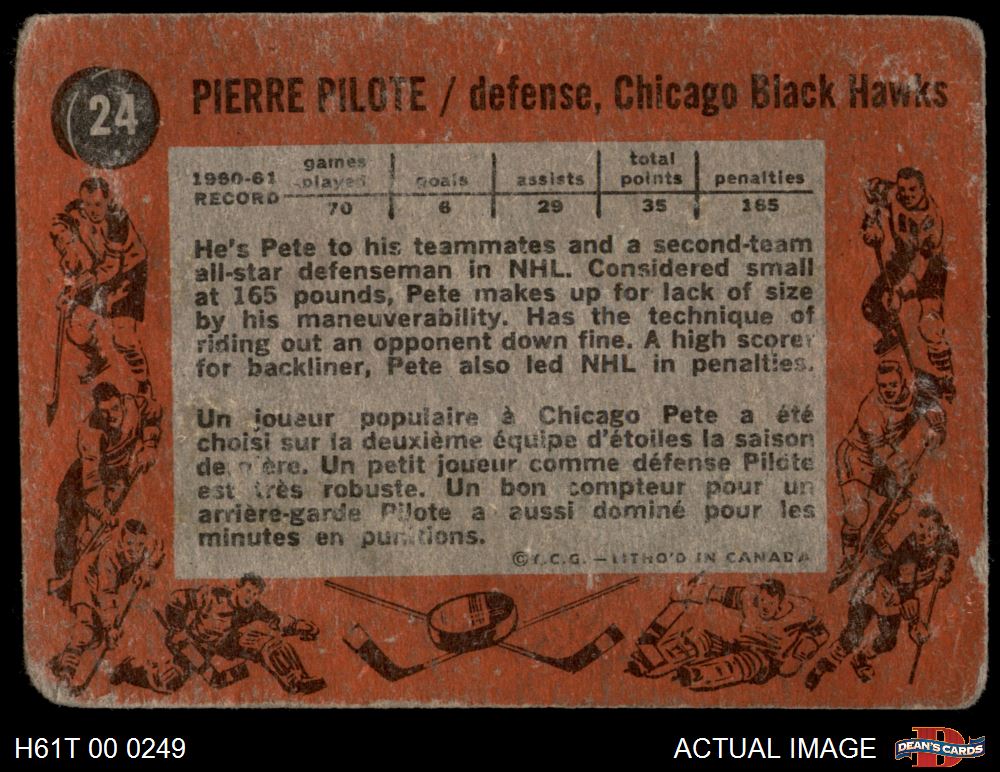 24
PIERRE PILOTE / defense, Chicago Black Hawks
1960-61 RECORD
games played
goals
assists
total points
penalties
70 6 29 35 165
He's Pete to his teammates and a second-team
all-star defenseman in NHL. Considered small
at 165 pounds, Pete makes up for lack of size
by his maneuverability. Has the technique of
riding out an opponent down fine. A high scorer
for backliner, Pete also led NHL in penalties.
Un joueur populaire à Chicago Pete a été
choisi sur la deuxième équipe d'étoiles la saison
dernière. Un petit joueur comme défense Pilote
est très robuste. Un bon compteur pour un
arrière-garde Pilote a aussi dominé pour les
minutes en punitions.
©T.C.G. — LITHO'D IN CANADA
H61T 00 0249
ACTUAL IMAGE
DEAN'S CARDS